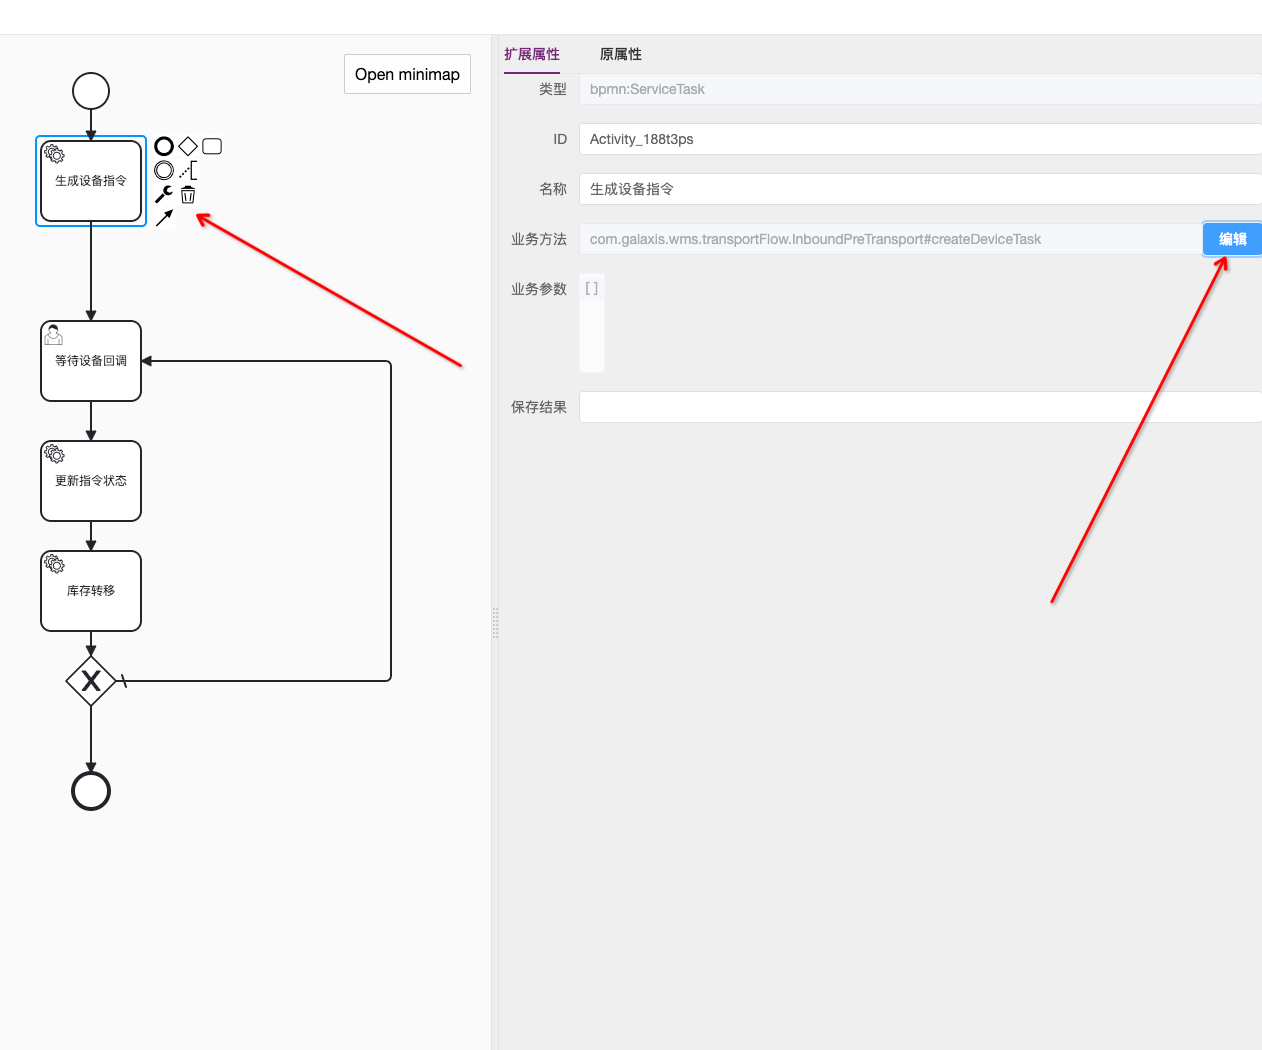 Open minimap
生成设备指令
等待设备回调
更新指令状态
库存转移
X
扩展属性
原属性
类型
bpmn:ServiceTask
ID
Activity_188t3ps
名称
生成设备指令
业务方法
com.galaxis.wms.transportFlow.InboundPreTransport#createDeviceTask
编辑
业务参数
[]
保存结果